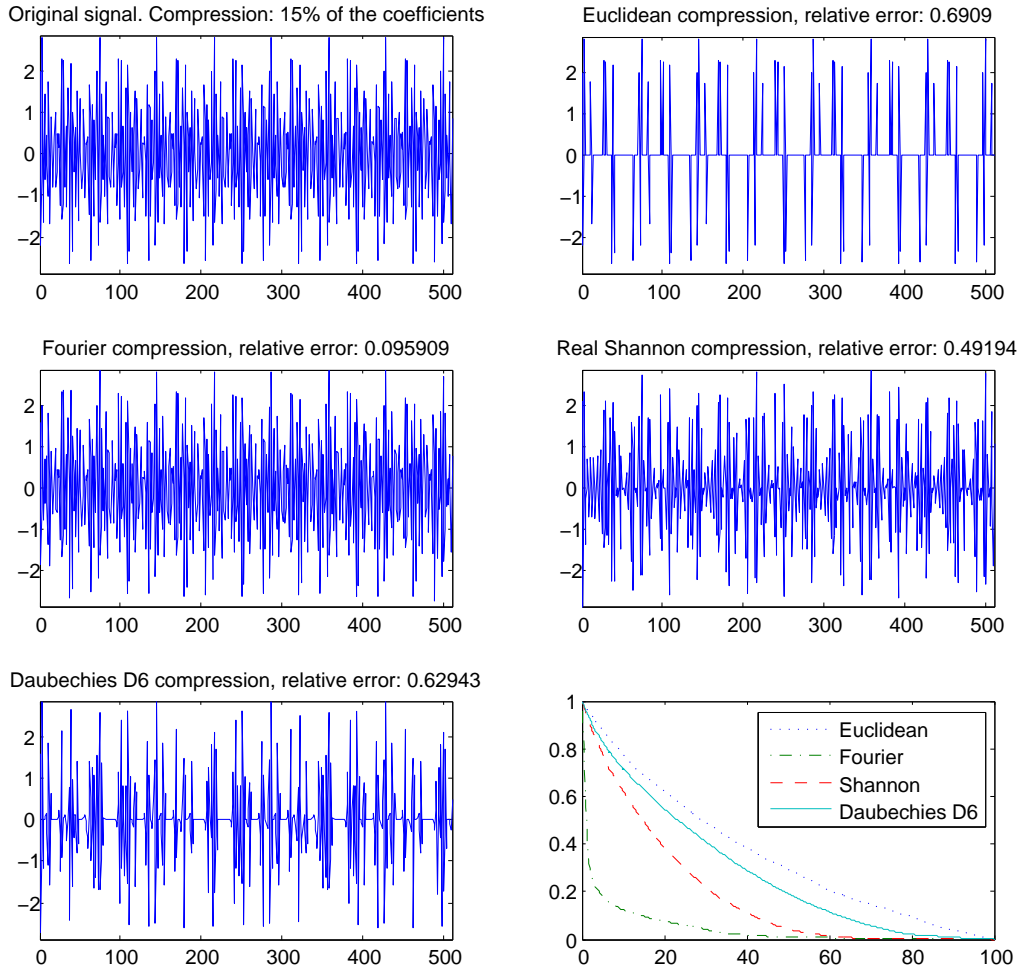 Original signal. Compression: 15% of the coefficients
2
1
0
−1
−2
0 100 200 300 400 500
Euclidean compression, relative error: 0.6909
2
1
0
−1
−2
0 100 200 300 400 500
Fourier compression, relative error: 0.095909
2
1
0
−1
−2
0 100 200 300 400 500
Real Shannon compression, relative error: 0.49194
2
1
0
−1
−2
0 100 200 300 400 500
Daubechies D6 compression, relative error: 0.62943
2
1
0
−1
−2
0 100 200 300 400 500
1
0.8
0.6
0.4
0.2
0
0 20 40 60 80 100
Euclidean
Fourier
Shannon
Daubechies D6